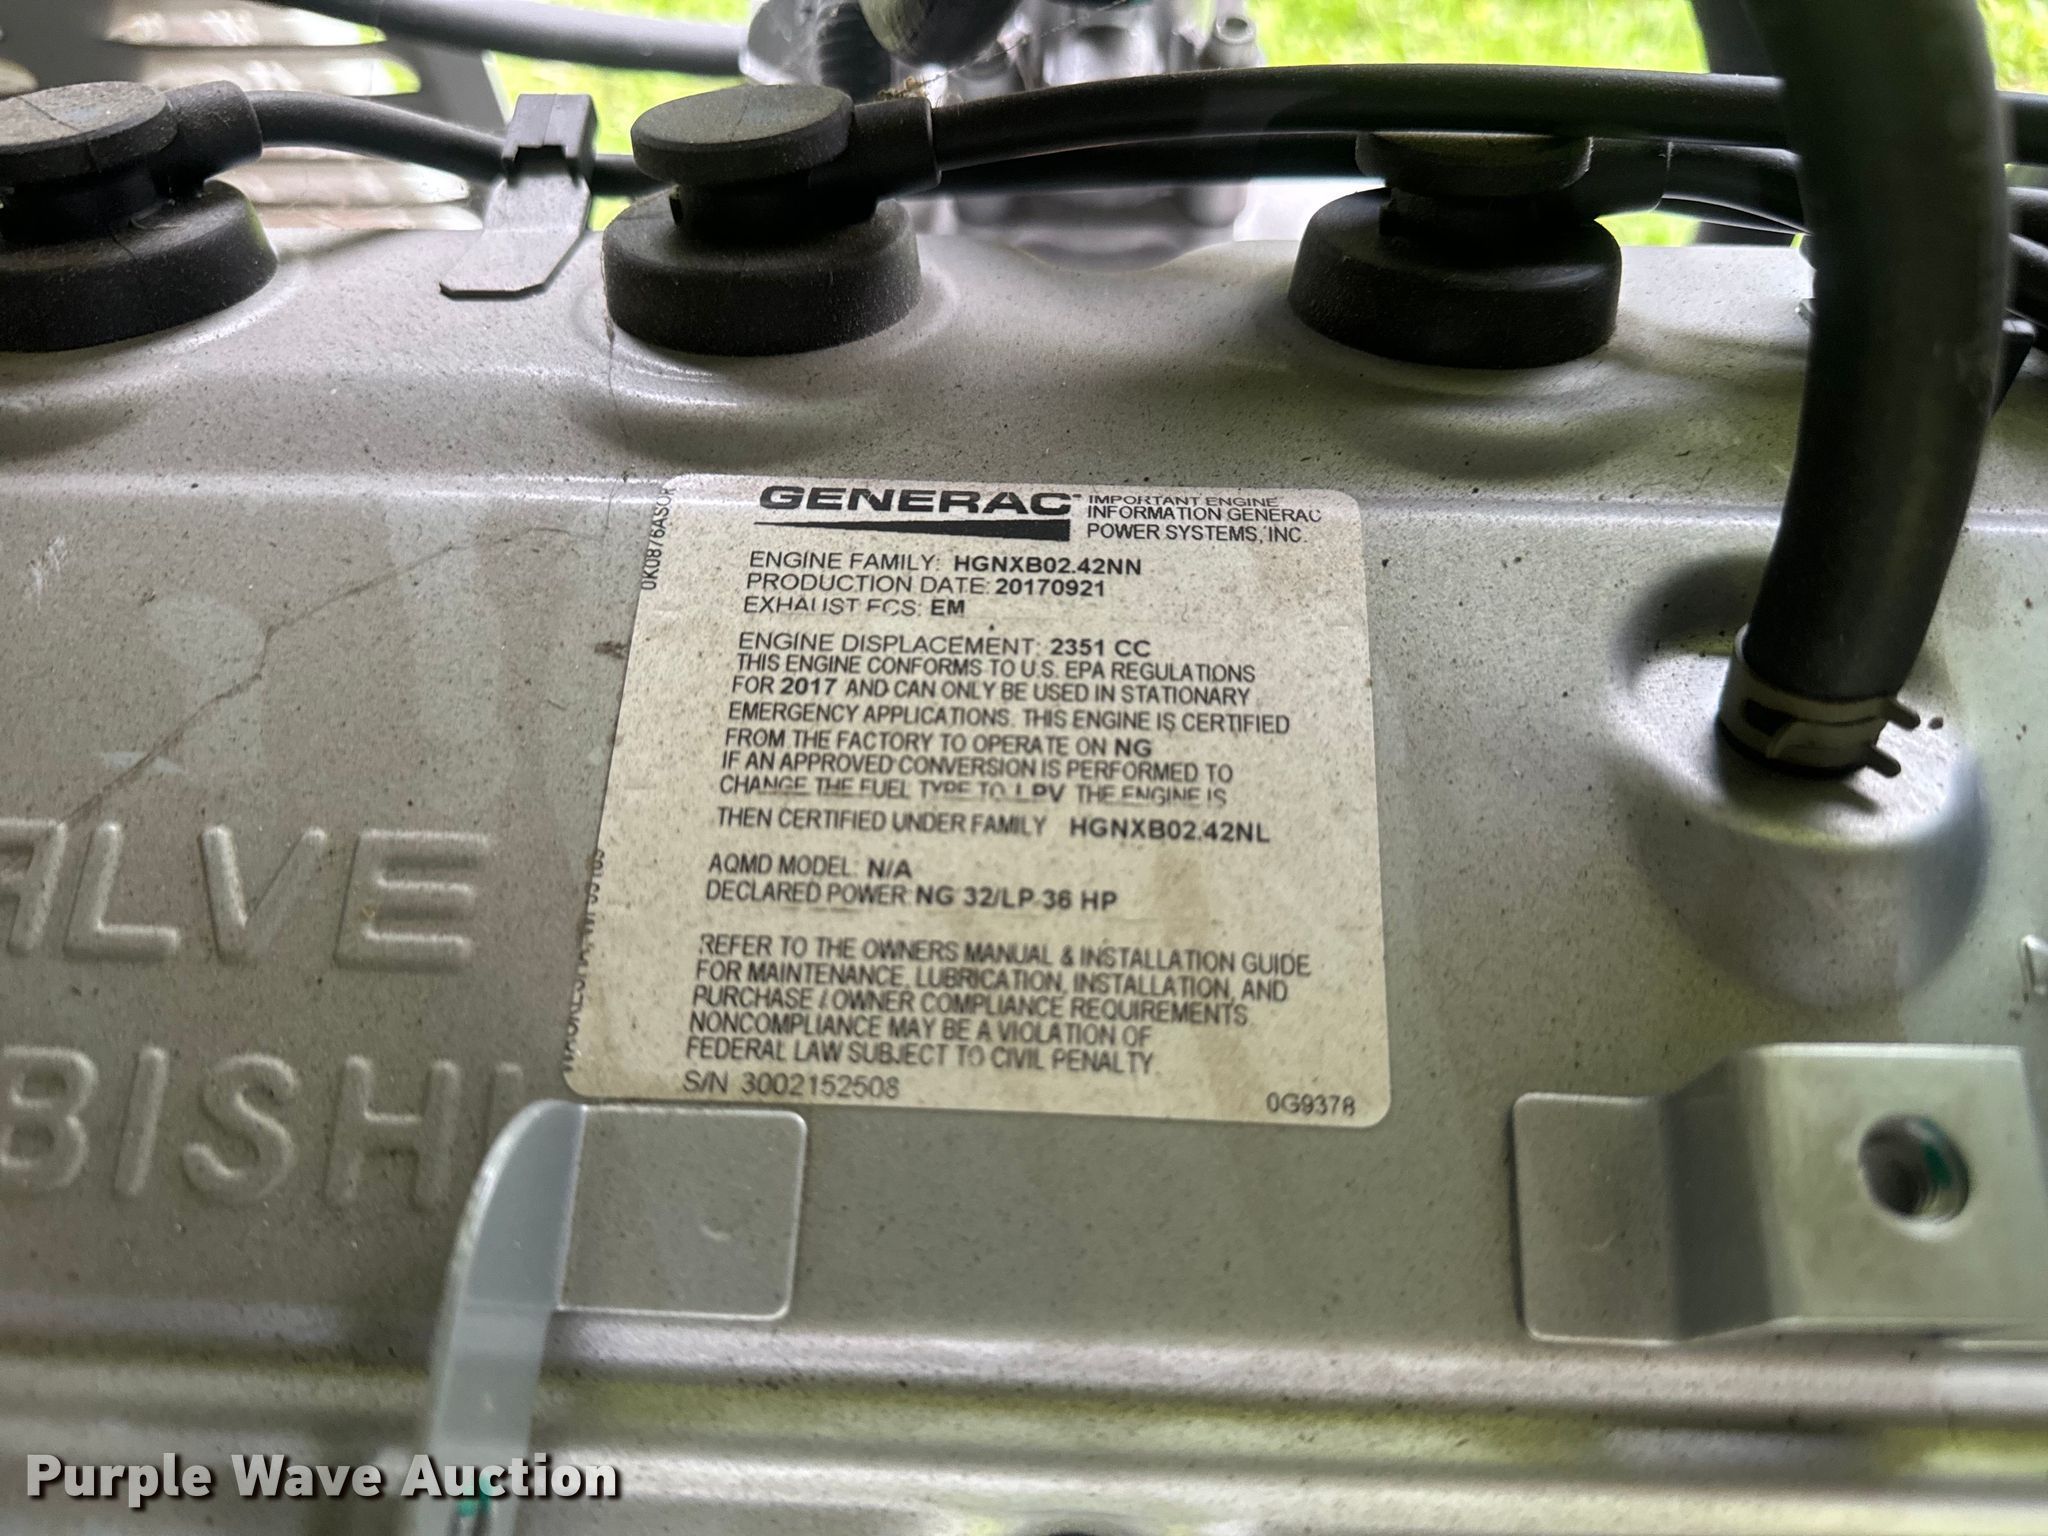 GENERAC
IMPORTANT ENGINE
INFORMATION GENERAC
POWER SYSTEMS, INC.
0K0876ASOR
ENGINE FAMILY: HGNXB02.42NN
PRODUCTION DATE: 20170921
EXHAUST ECS: EM
ENGINE DISPLACEMENT: 2351 CC
THIS ENGINE CONFORMS TO U.S. EPA REGULATIONS
FOR 2017 AND CAN ONLY BE USED IN STATIONARY
EMERGENCY APPLICATIONS. THIS ENGINE IS CERTIFIED
FROM THE FACTORY TO OPERATE ON NG
IF AN APPROVED CONVERSION IS PERFORMED TO
CHANGE THE FUEL TYPE TO LPV THE ENGINE IS
THEN CERTIFIED UNDER FAMILY HGNXB02.42NL
AQMD MODEL: N/A
DECLARED POWER: NG 32/LP 36 HP
REFER TO THE OWNERS MANUAL & INSTALLATION GUIDE
FOR MAINTENANCE, LUBRICATION, INSTALLATION, AND
PURCHASE / OWNER COMPLIANCE REQUIREMENTS.
NONCOMPLIANCE MAY BE A VIOLATION OF
FEDERAL LAW SUBJECT TO CIVIL PENALTY.
S/N 3002152508
0G9378
ALVE
BISHI
Purple Wave Auction